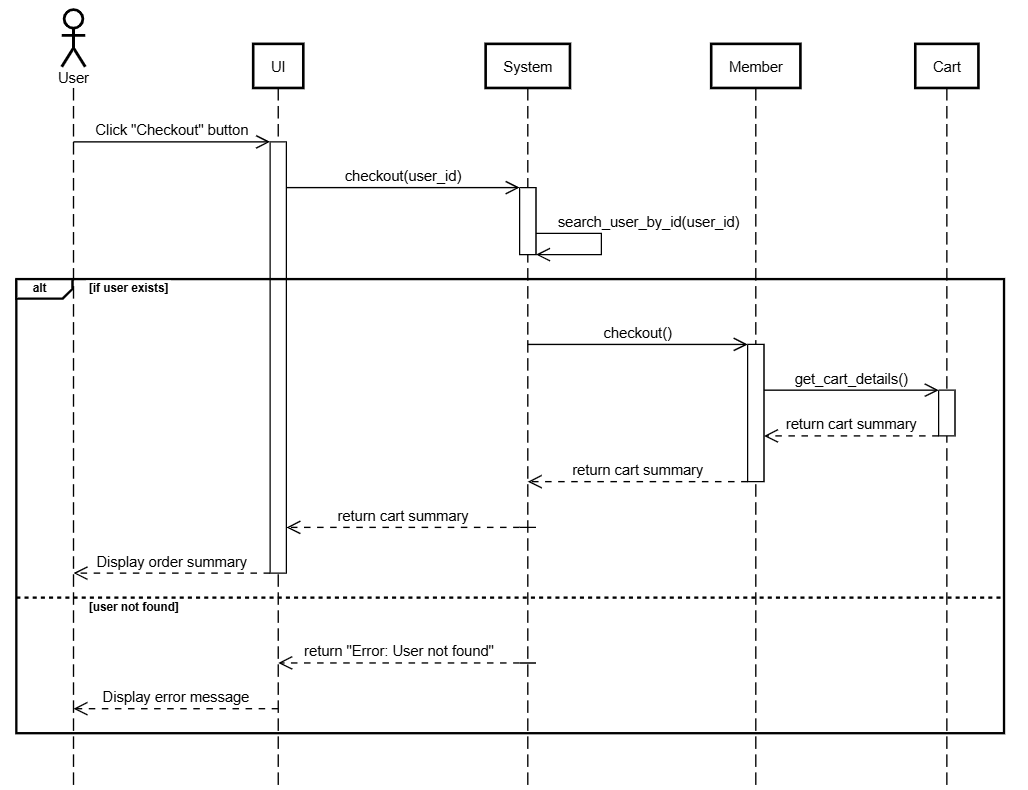 User
UI
System
Member
Cart
Click "Checkout" button
checkout(user_id)
search_user_by_id(user_id)
alt
[if user exists]
checkout()
get_cart_details()
return cart summary
return cart summary
return cart summary
Display order summary
[user not found]
return "Error: User not found"
Display error message